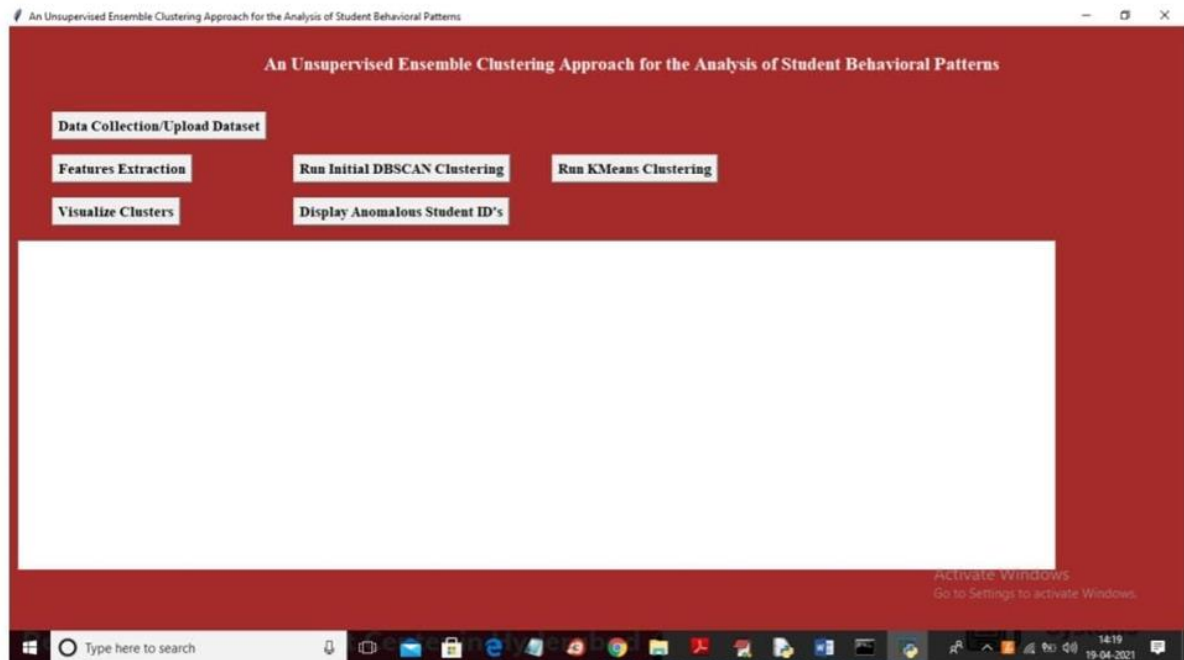 An Unsupervised Ensemble Clustering Approach for the Analysis of Student Behavioral Patterns
An Unsupervised Ensemble Clustering Approach for the Analysis of Student Behavioral Patterns
Data Collection/Upload Dataset
Features Extraction
Run Initial DBSCAN Clustering
Run KMeans Clustering
Visualize Clusters
Display Anomalous Student ID's
Activate Windows
Go to Settings to activate Windows.
Type here to search
14:19
19-04-2021